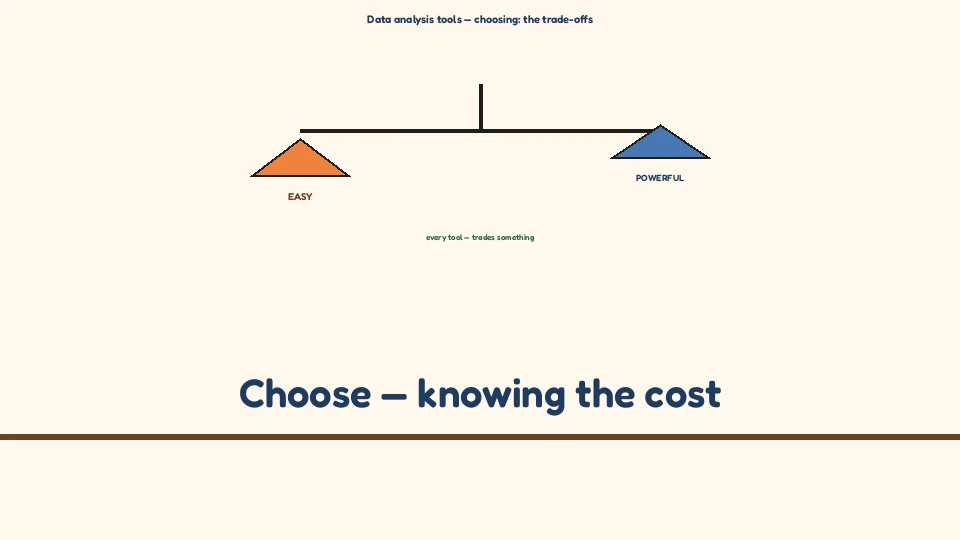 Data analysis tools — choosing: the trade-offs
POWERFUL
EASY
every tool — trades something
Choose — knowing the cost